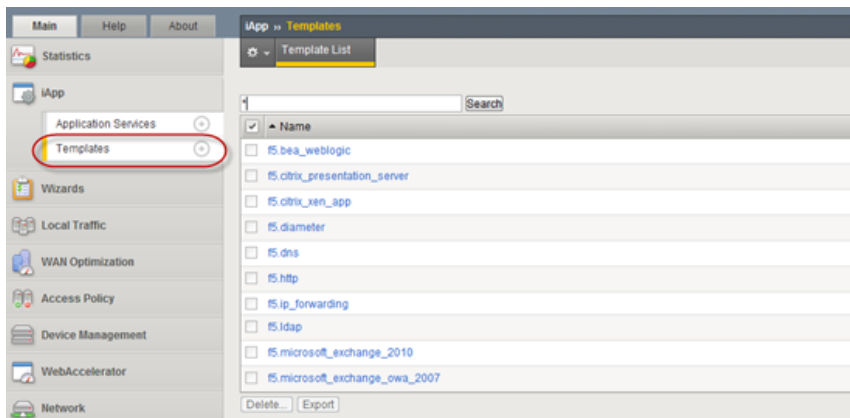 Main Help About
Statistics
iApp
Application Services
Templates
Wizards
Local Traffic
WAN Optimization
Access Policy
Device Management
WebAccelerator
Network
iApp » Templates
Template List
* Search
Name
f5.bea_weblogic
f5.citrix_presentation_server
f5.citrix_xen_app
f5.diameter
f5.dns
f5.http
f5.ip_forwarding
f5.ldap
f5.microsoft_exchange_2010
f5.microsoft_exchange_owa_2007
Delete... Export